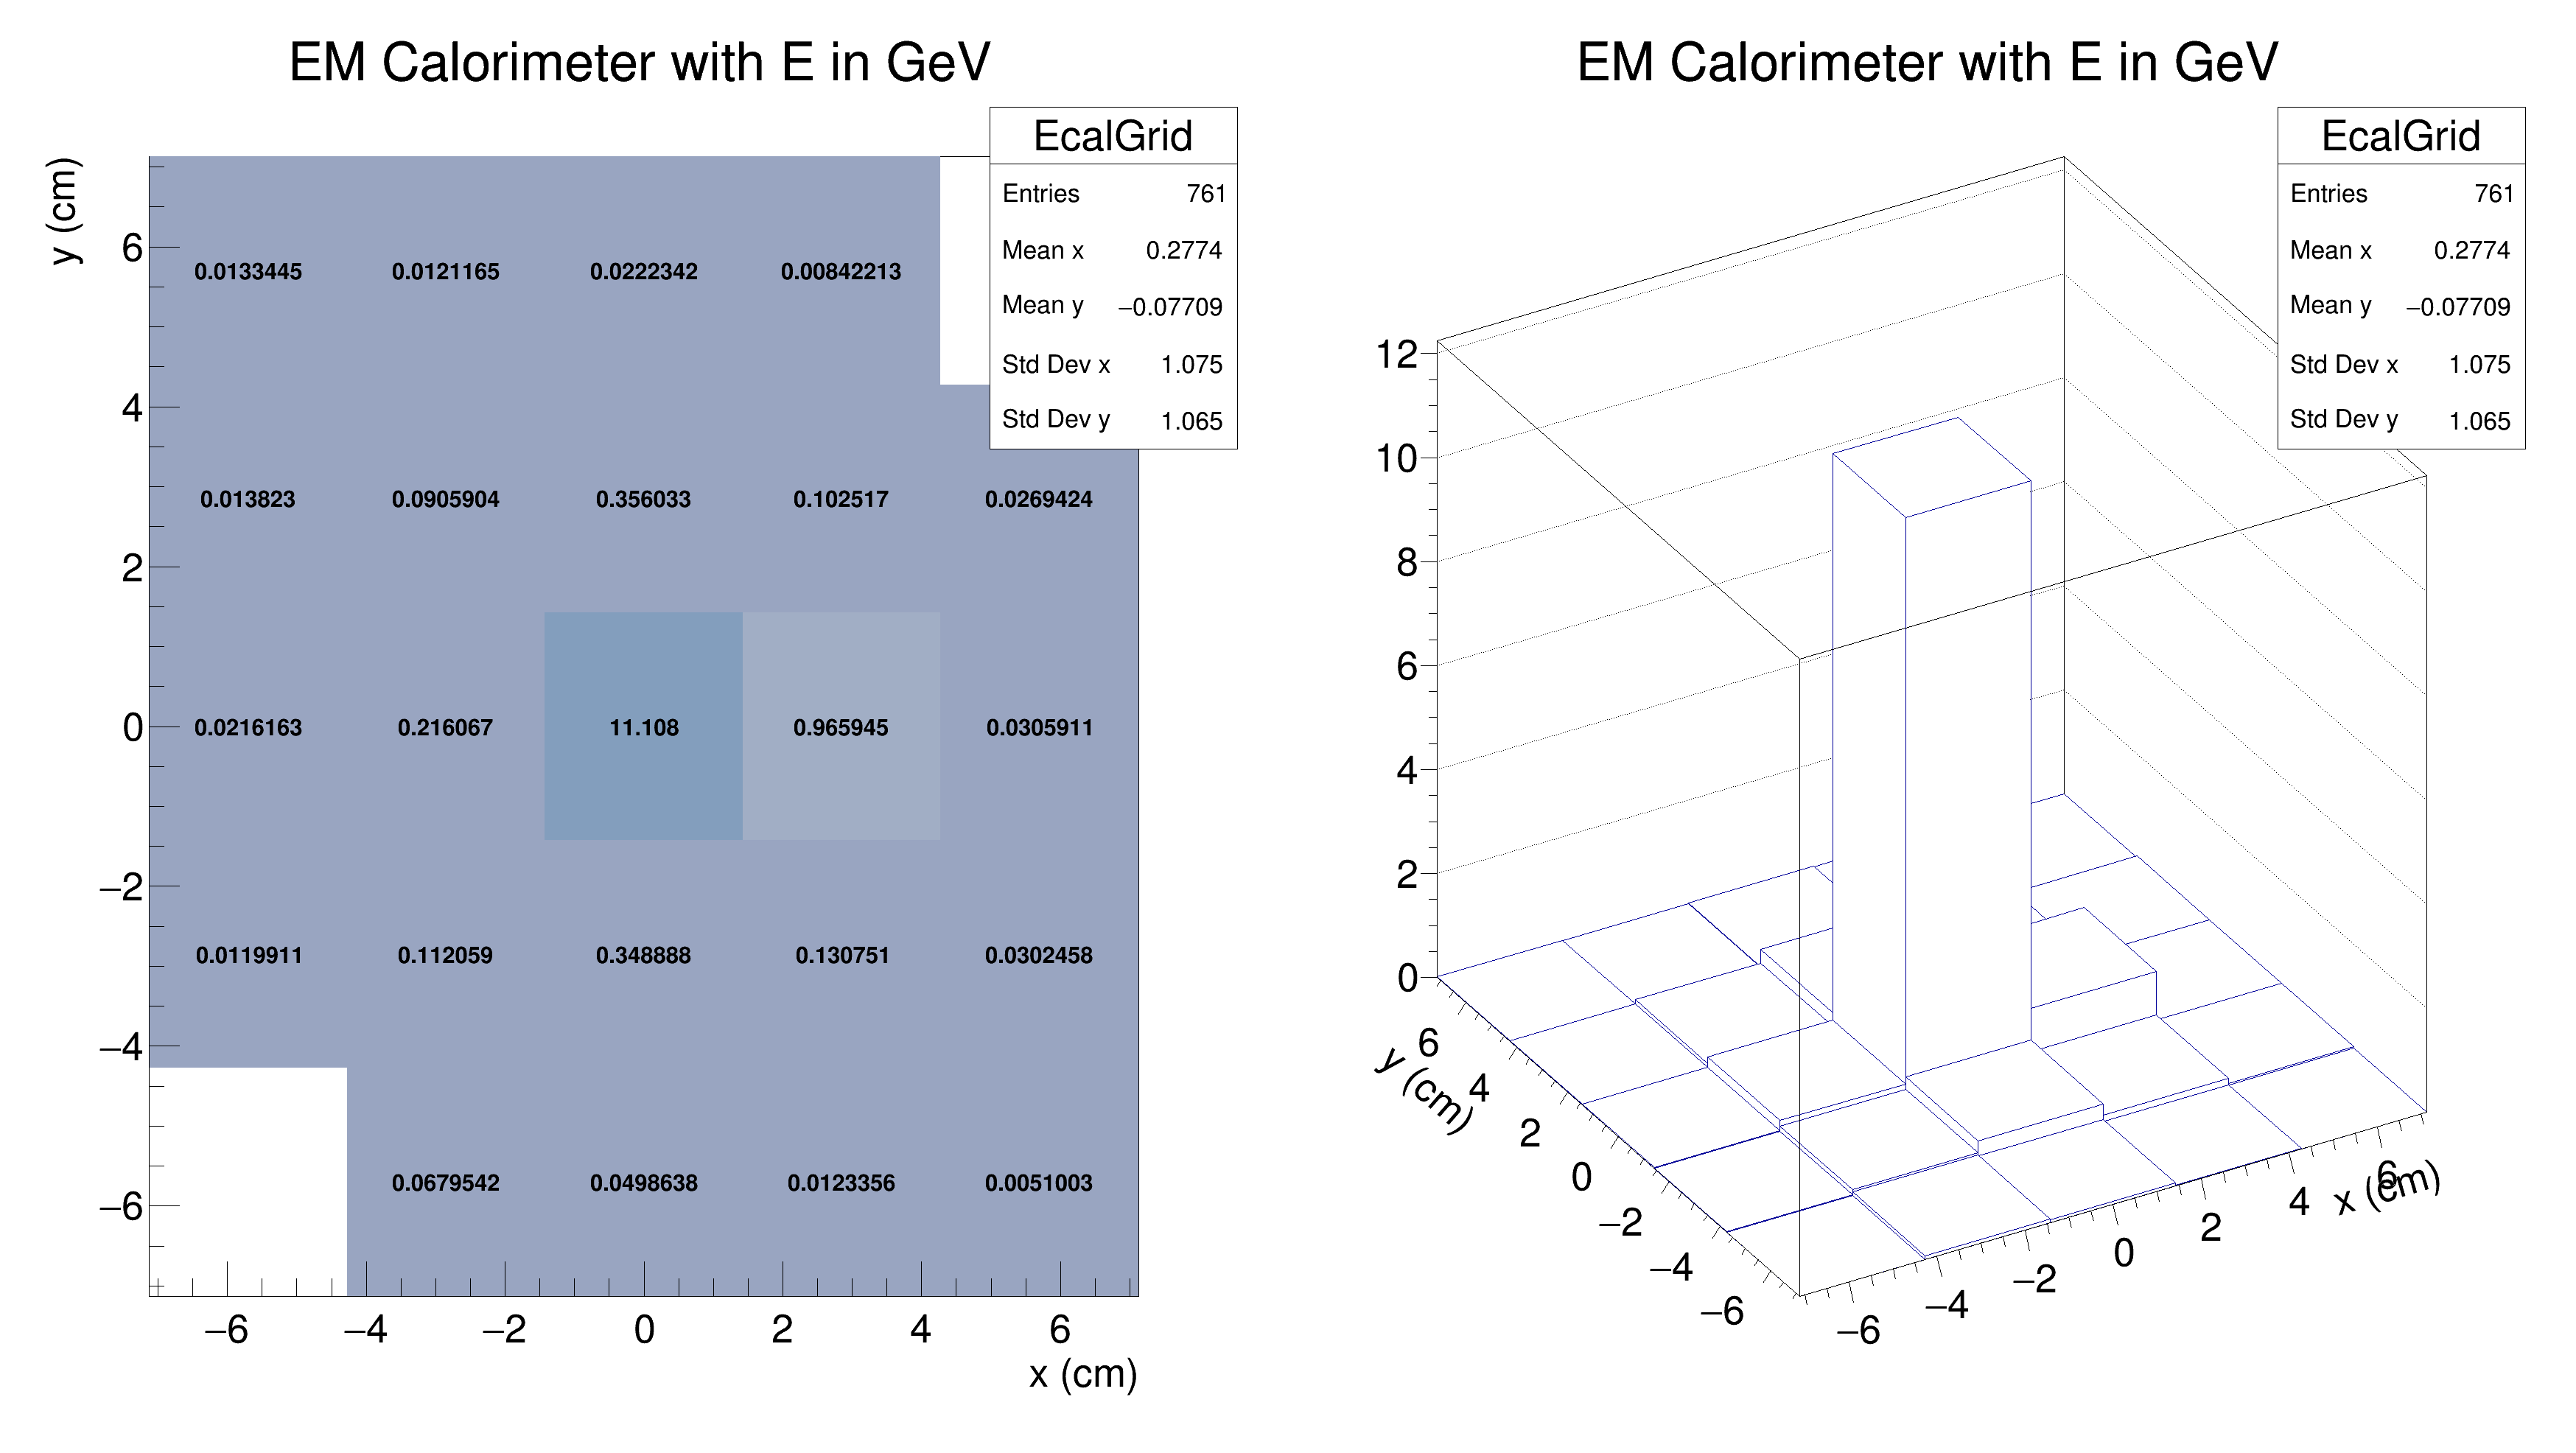 EM Calorimeter with E in GeV
EcalGrid
Entries 761
Mean x 0.2774
Mean y −0.07709
Std Dev x 1.075
Std Dev y 1.065
y (cm)
6
4
2
0
−2
−4
−6
0.0133445 0.0121165 0.0222342 0.00842213
0.013823 0.0905904 0.356033 0.102517 0.0269424
0.0216163 0.216067 11.108 0.965945 0.0305911
0.0119911 0.112059 0.348888 0.130751 0.0302458
0.0679542 0.0498638 0.0123356 0.0051003
−6 −4 −2 0 2 4 6
x (cm)
EM Calorimeter with E in GeV
EcalGrid
Entries 761
Mean x 0.2774
Mean y −0.07709
Std Dev x 1.075
Std Dev y 1.065
12
10
8
6
4
2
0
6
4
2
0
−2
−4
−6
y (cm)
−6 −4 −2 0 2 4 6
x (cm)